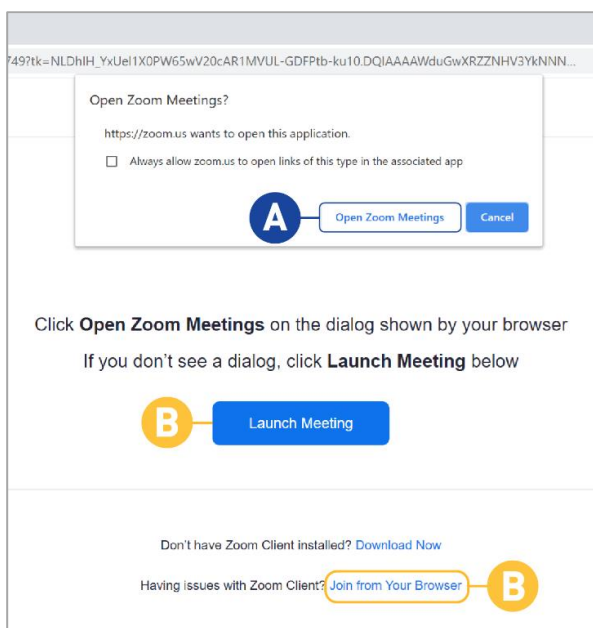 749?tk=NLDhIH_YxUel1X0PW65wV20cAR1MVUL-GDFPtb-ku10.DQIAAAAWduGwXRZZNHV3YkNNN...
Open Zoom Meetings?
https://zoom.us wants to open this application.
Always allow zoom.us to open links of this type in the associated app
A Open Zoom Meetings Cancel
Click Open Zoom Meetings on the dialog shown by your browser
If you don't see a dialog, click Launch Meeting below
B Launch Meeting
Don't have Zoom Client installed? Download Now
Having issues with Zoom Client? Join from Your Browser B